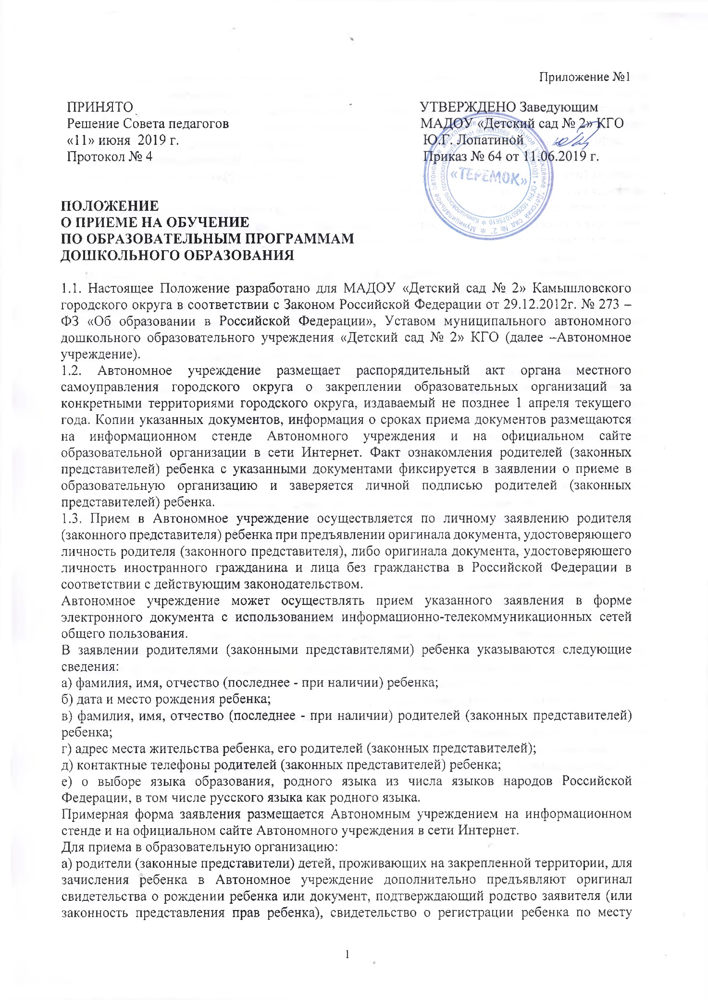 Приложение №1
ПРИНЯТО УТВЕРЖДЕНО Заведующим
Решение Совета педагогов МАДОУ «Детский сад № 2» КГО
«11» июня 2019 г. Ю.Г. Лопатиной
Протокол № 4 Приказ № 64 от 11.06.2019 г.
«ТЕРЕМОК»
ПОЛОЖЕНИЕ
О ПРИЕМЕ НА ОБУЧЕНИЕ
ПО ОБРАЗОВАТЕЛЬНЫМ ПРОГРАММАМ
ДОШКОЛЬНОГО ОБРАЗОВАНИЯ
1.1. Настоящее Положение разработано для МАДОУ «Детский сад № 2» Камышловского
городского округа в соответствии с Законом Российской Федерации от 29.12.2012г. № 273 –
ФЗ «Об образовании в Российской Федерации», Уставом муниципального автономного
дошкольного образовательного учреждения «Детский сад № 2» КГО (далее –Автономное
учреждение).
1.2. Автономное учреждение размещает распорядительный акт органа местного
самоуправления городского округа о закреплении образовательных организаций за
конкретными территориями городского округа, издаваемый не позднее 1 апреля текущего
года. Копии указанных документов, информация о сроках приема документов размещаются
на информационном стенде Автономного учреждения и на официальном сайте
образовательной организации в сети Интернет. Факт ознакомления родителей (законных
представителей) ребенка с указанными документами фиксируется в заявлении о приеме в
образовательную организацию и заверяется личной подписью родителей (законных
представителей) ребенка.
1.3. Прием в Автономное учреждение осуществляется по личному заявлению родителя
(законного представителя) ребенка при предъявлении оригинала документа, удостоверяющего
личность родителя (законного представителя), либо оригинала документа, удостоверяющего
личность иностранного гражданина и лица без гражданства в Российской Федерации в
соответствии с действующим законодательством.
Автономное учреждение может осуществлять прием указанного заявления в форме
электронного документа с использованием информационно-телекоммуникационных сетей
общего пользования.
В заявлении родителями (законными представителями) ребенка указываются следующие
сведения:
а) фамилия, имя, отчество (последнее - при наличии) ребенка;
б) дата и место рождения ребенка;
в) фамилия, имя, отчество (последнее - при наличии) родителей (законных представителей)
ребенка;
г) адрес места жительства ребенка, его родителей (законных представителей);
д) контактные телефоны родителей (законных представителей) ребенка;
е) о выборе языка образования, родного языка из числа языков народов Российской
Федерации, в том числе русского языка как родного языка.
Примерная форма заявления размещается Автономным учреждением на информационном
стенде и на официальном сайте Автономного учреждения в сети Интернет.
Для приема в образовательную организацию:
а) родители (законные представители) детей, проживающих на закрепленной территории, для
зачисления ребенка в Автономное учреждение дополнительно предъявляют оригинал
свидетельства о рождении ребенка или документ, подтверждающий родство заявителя (или
законность представления прав ребенка), свидетельство о регистрации ребенка по месту
1